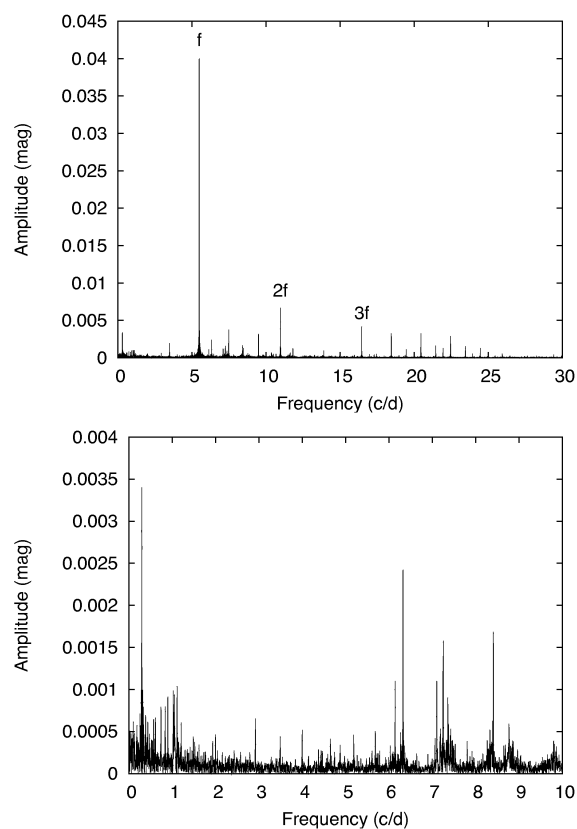 0.045
0.04
0.035
0.03
0.025
0.02
0.015
0.01
0.005
0
Amplitude (mag)
f
2f
3f
0 5 10 15 20 25 30
Frequency (c/d)
0.004
0.0035
0.003
0.0025
0.002
0.0015
0.001
0.0005
0
Amplitude (mag)
0 1 2 3 4 5 6 7 8 9 10
Frequency (c/d)